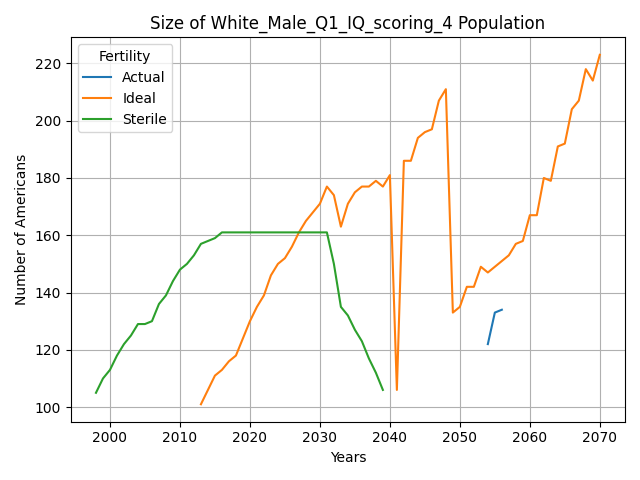 Size of White_Male_Q1_IQ_scoring_4 Population
Fertility
Actual
Ideal
Sterile
Number of Americans
220
200
180
160
140
120
100
2000
2010
2020
2030
2040
2050
2060
2070
Years